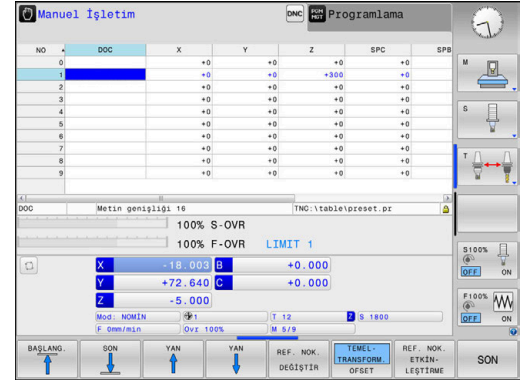 Manuel İşletim
DNC
PGM MGT
Programlama
NO DOC X Y Z SPC SPB
0 +0 +0 +0 +0
1 +0 +0 +300 +0
2 +0 +0 +0 +0
3 +0 +0 +0 +0
4 +0 +0 +0 +0
5 +0 +0 +0 +0
6 +0 +0 +0 +0
7 +0 +0 +0 +0
8 +0 +0 +0 +0
9 +0 +0 +0 +0
DOC Metin genişliği 16 TNC:\table\preset.pr
100% S-OVR
100% F-OVR LIMIT 1
X -18.003 B +0.000
Y +72.640 C +0.000
Z -5.000
Mod: NOMİN 1 T 12 Z S 1800
F 0mm/min Ovr 100% M 5/9
M
S
T
S100%
OFF ON
F100%
OFF ON
BAŞLANG.
SON
YAN
YAN
REF. NOK.
DEĞİŞTİR
TEMEL-
TRANSFORM.
OFSET
REF. NOK.
ETKİN-
LEŞTİRME
SON